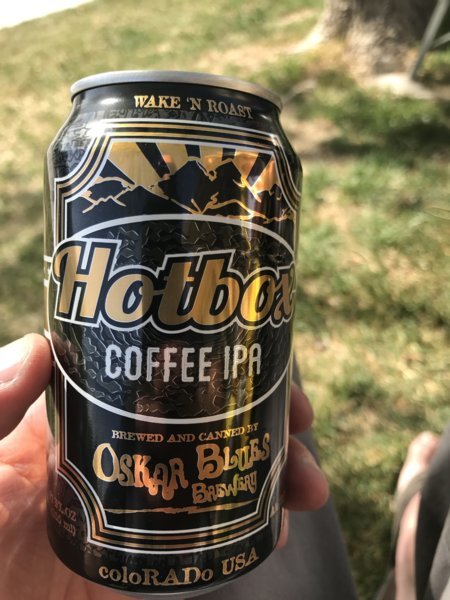 WAKE 'N ROAST
Hotbox
COFFEE IPA
BREWED AND CANNED BY
OSKAR BLUES
BREWERY
coloRADo USA